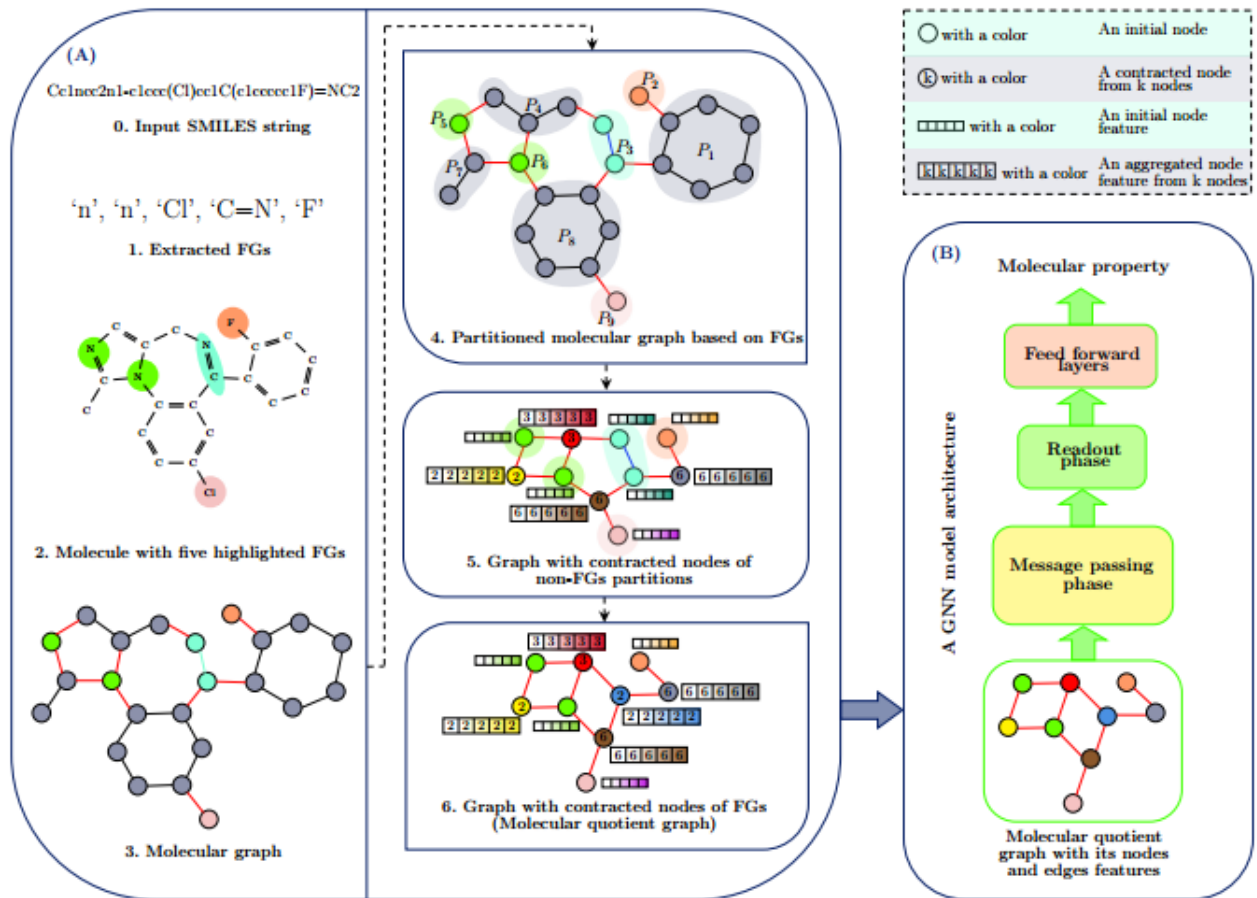 (A)
Cc1ncc2n1-c1ccc(Cl)cc1C(c1ccccc1F)=NC2
0. Input SMILES string
'n', 'n', 'Cl', 'C=N', 'F'
1. Extracted FGs
C C N F C C
N C N C C C
C C C C C
C C C C
C C
Cl
2. Molecule with five highlighted FGs
3. Molecular graph
P2
P5 P4
P3 P1
P7 P6
P8
P9
4. Partitioned molecular graph based on FGs
3 3 3 3 3
3
2 2 2 2 2 2
6 6 6 6 6 6
6 6 6 6 6 6
5. Graph with contracted nodes of
non-FGs partitions
3 3 3 3 3
3
2 2 6 6 6 6 6 6
2 2 2 2 2
2 2 2 2 2
6
6 6 6 6 6
6. Graph with contracted nodes of FGs
(Molecular quotient graph)
with a color An initial node
k with a color A contracted node
from k nodes
with a color An initial node
feature
k k k k k with a color An aggregated node
feature from k nodes
(B)
Molecular property
Feed forward
layers
Readout
phase
Message passing
phase
A GNN model architecture
Molecular quotient
graph with its nodes
and edges features